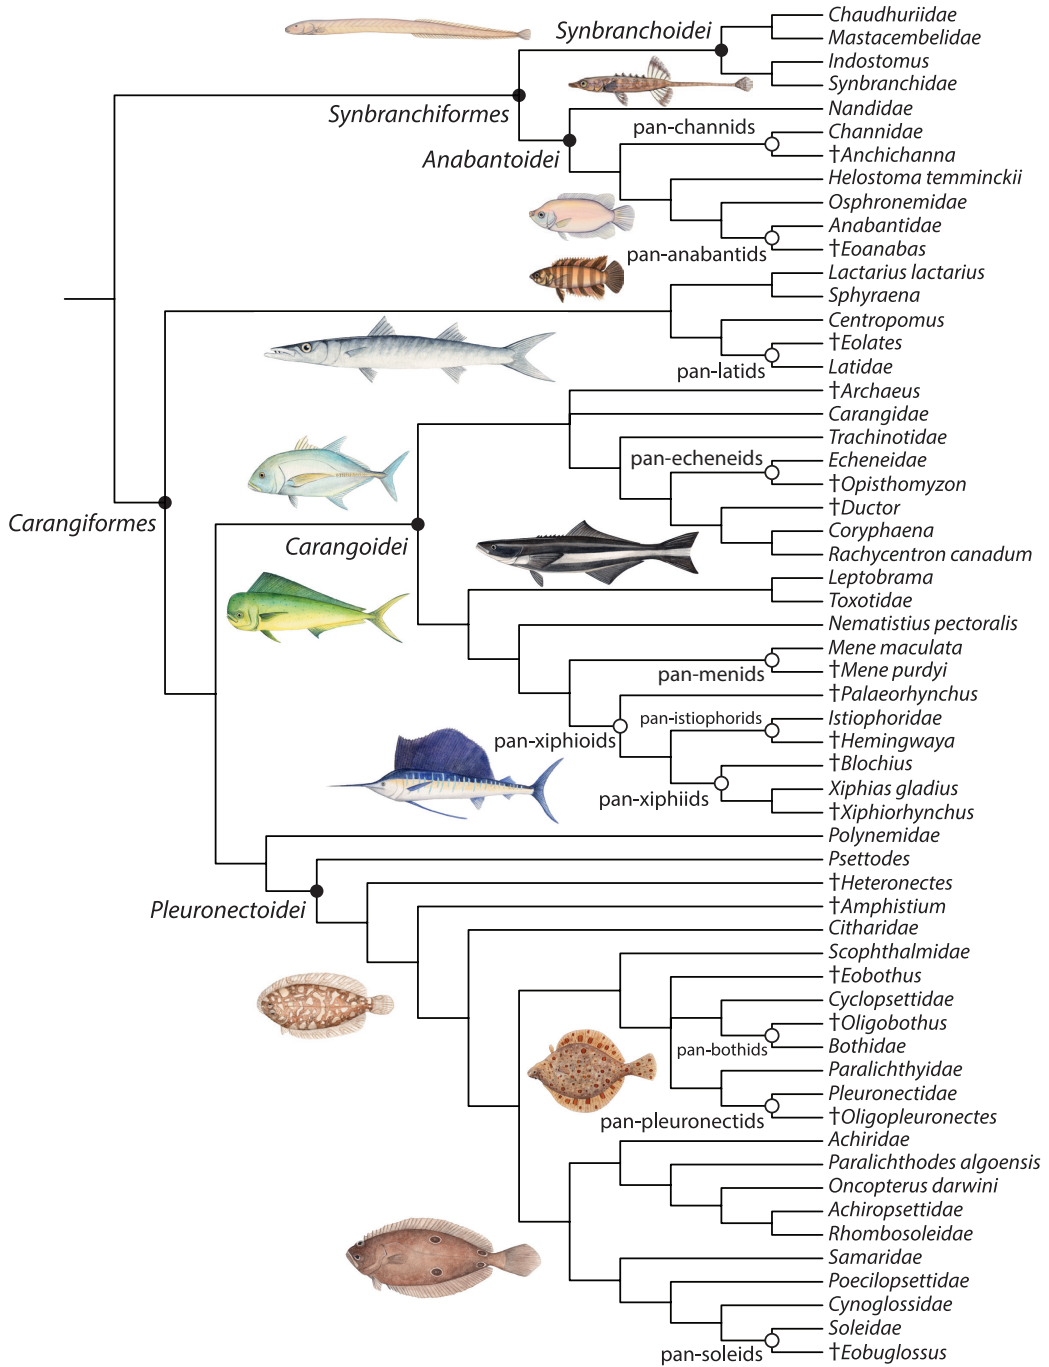 Chaudhuriidae
Synbranchoidei
Mastacembelidae
Indostomus
Synbranchidae
Synbranchiformes
Nandidae
pan-channids
Channidae
Anabantoidei
†Anchichanna
Helostoma temminckii
Osphronemidae
Anabantidae
pan-anabantids
†Eoanabas
Lactarius lactarius
Sphyraena
Centropomus
†Eolates
pan-latids
Latidae
†Archaeus
Carangidae
Trachinotidae
pan-echeneids
Echeneidae
†Opisthomyzon
†Ductor
Carangiformes
Coryphaena
Carangoidei
Rachycentron canadum
Leptobrama
Toxotidae
Nematistius pectoralis
Mene maculata
pan-menids
†Mene purdyi
†Palaeorhynchus
pan-istiophorids
Istiophoridae
pan-xiphioids
†Hemingwaya
†Blochius
Xiphias gladius
pan-xiphiids
†Xiphiorhynchus
Polynemidae
Psettodes
†Heteronectes
Pleuronectoidei
†Amphistium
Citharidae
Scophthalmidae
†Eobothus
Cyclopsettidae
†Oligobothus
pan-bothids
Bothidae
Paralichthyidae
Pleuronectidae
pan-pleuronectids
†Oligopleuronectes
Achiridae
Paralichthodes algoensis
Oncopterus darwini
Achiropsettidae
Rhombosoleidae
Samaridae
Poecilopsettidae
Cynoglossidae
Soleidae
pan-soleids
†Eobuglossus